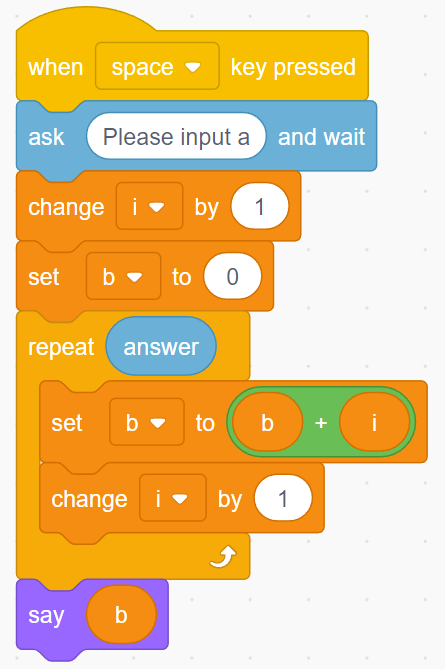 when space key pressed
ask Please input a and wait
change i by 1
set b to 0
repeat answer
set b to b + i
change i by 1
say b